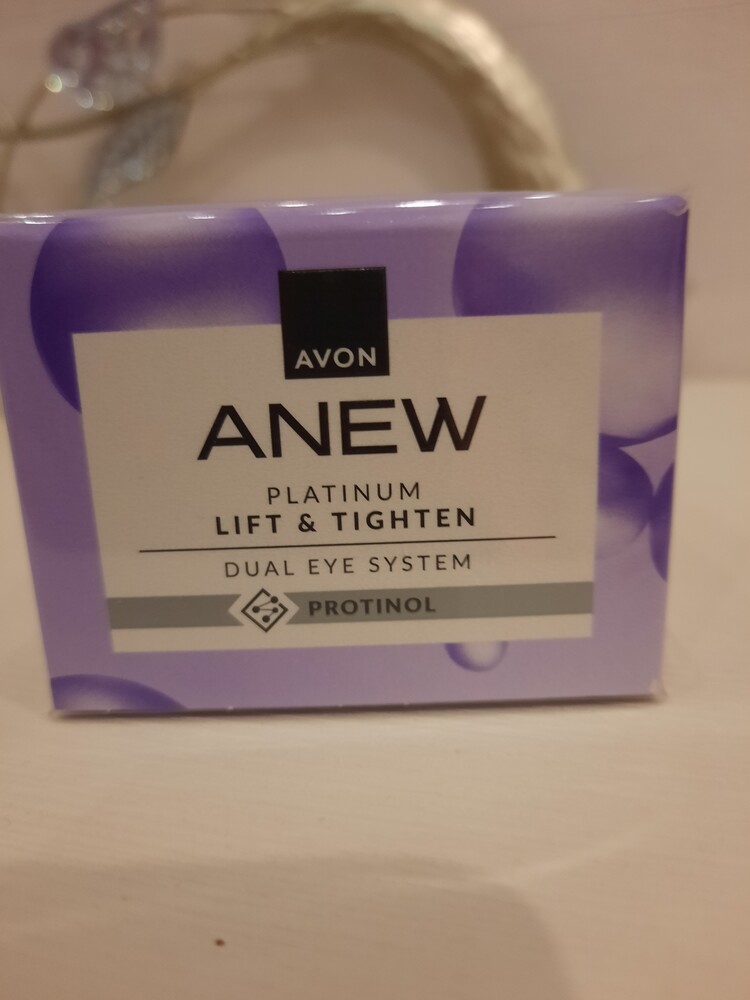 AVON
ANEW
PLATINUM
LIFT & TIGHTEN
DUAL EYE SYSTEM
PROTINOL